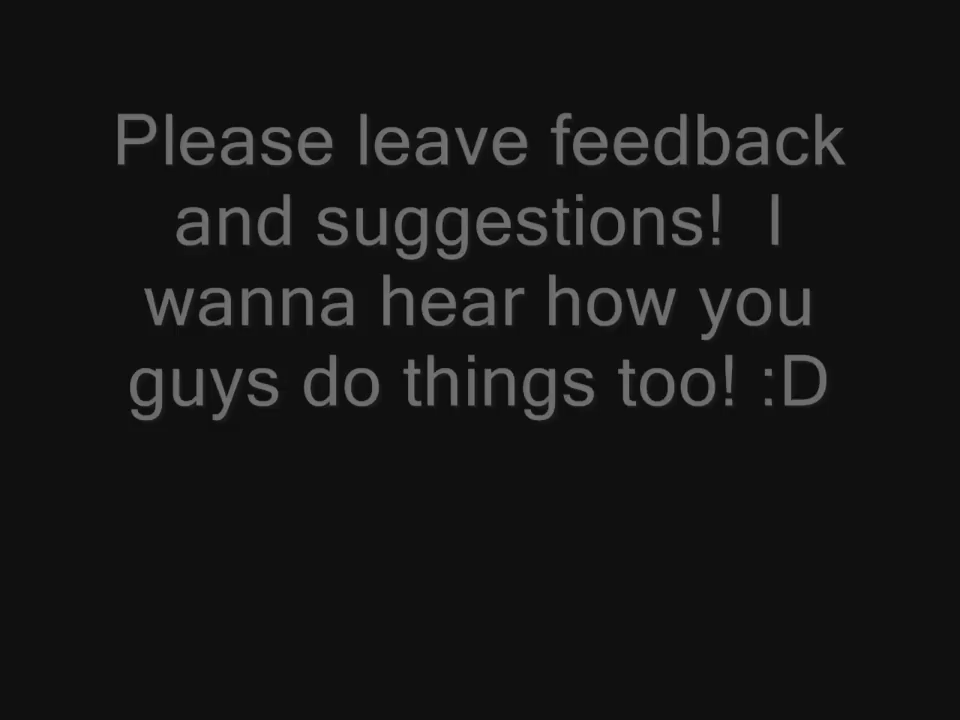 Please leave feedback
and suggestions!  I
wanna hear how you
guys do things too! :D